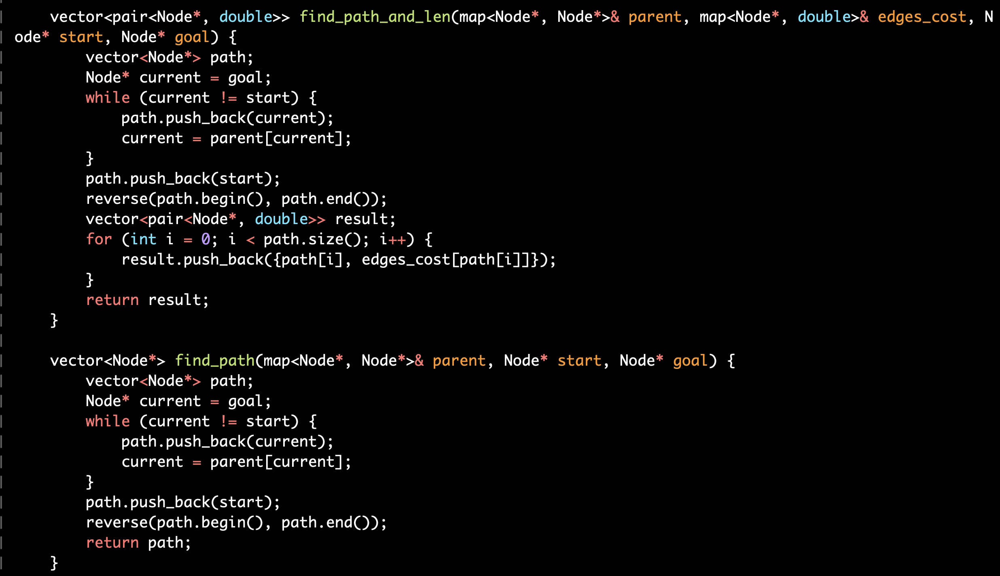 vector<pair<Node*, double>> find_path_and_len(map<Node*, Node*>& parent, map<Node*, double>& edges_cost, N
ode* start, Node* goal) {
vector<Node*> path;
Node* current = goal;
while (current != start) {
path.push_back(current);
current = parent[current];
}
path.push_back(start);
reverse(path.begin(), path.end());
vector<pair<Node*, double>> result;
for (int i = 0; i < path.size(); i++) {
result.push_back({path[i], edges_cost[path[i]]});
}
return result;
}
vector<Node*> find_path(map<Node*, Node*>& parent, Node* start, Node* goal) {
vector<Node*> path;
Node* current = goal;
while (current != start) {
path.push_back(current);
current = parent[current];
}
path.push_back(start);
reverse(path.begin(), path.end());
return path;
}